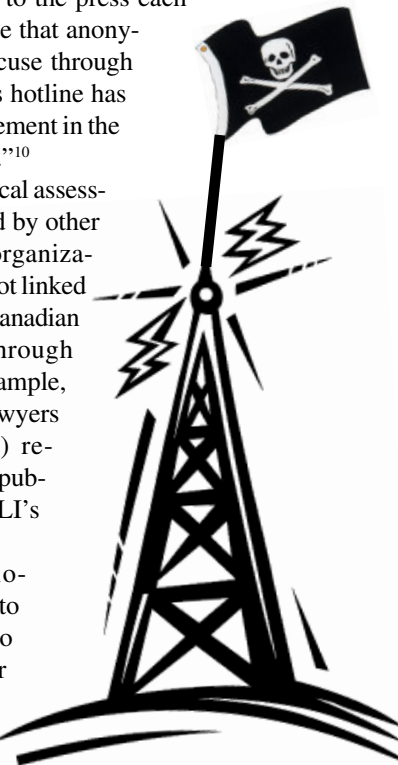 to the press each
e that anony-
cuse through
s hotline has
ement in the
.”10
cal assess-
d by other
organiza-
ot linked
anadian
hrough
ample,
wyers
) re-
pub-
LI’s
o-
to
o
r